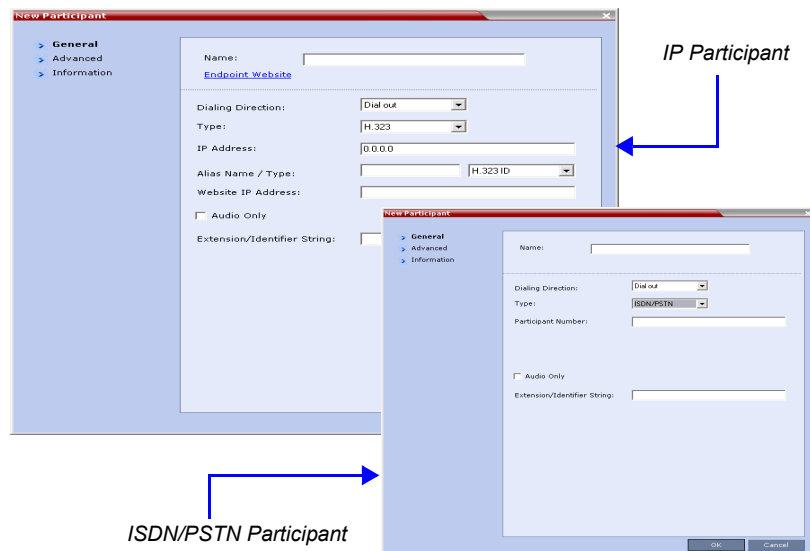 New Participant
General
Advanced
Information
Name:
Endpoint Website
Dialing Direction: Dial out
Type: H.323
IP Address: 0.0.0.0
Alias Name / Type: H.323 ID
Website IP Address:
Audio Only
Extension/Identifier String:
IP Participant
New Participant
General
Advanced
Information
Name:
Dialing Direction: Dial out
Type: ISDN/PSTN
Participant Number:
Audio Only
Extension/Identifier String:
OK Cancel
ISDN/PSTN Participant